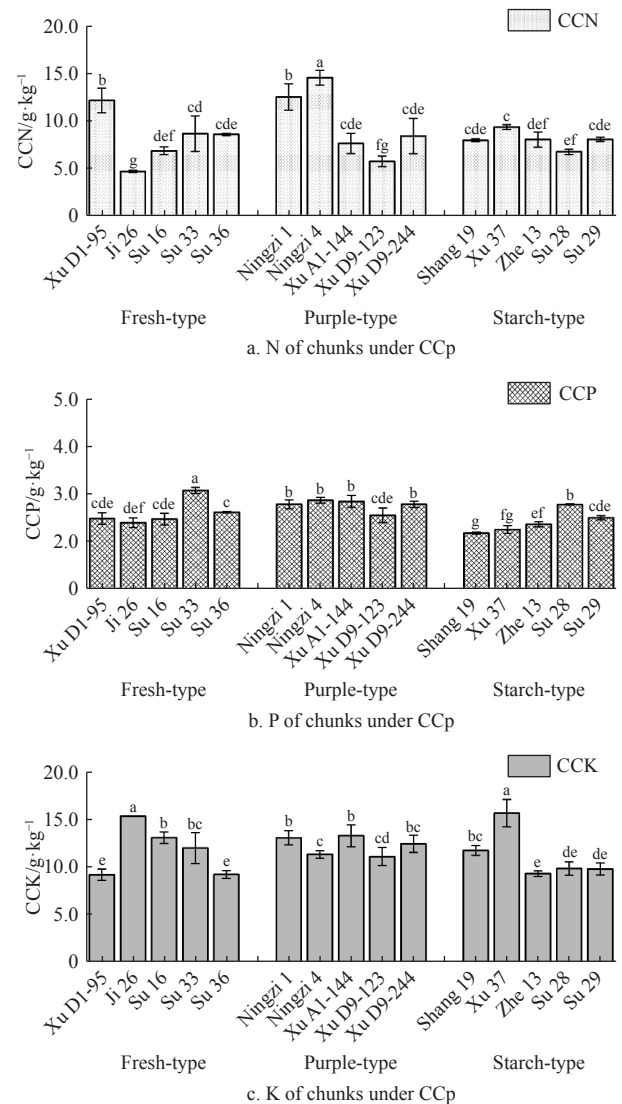 20.0
15.0
10.0
5.0
0
CCN/g·kg⁻¹
CCN
b
g
def
cd
cde
b
a
cde
fg
cde
cde
c
def
ef
cde
Xu D1-95
Ji 26
Su 16
Su 33
Su 36
Ningzi 1
Ningzi 4
Xu A1-144
Xu D9-123
Xu D9-244
Shang 19
Xu 37
Zhe 13
Su 28
Su 29
Fresh-type Purple-type Starch-type
a. N of chunks under CCp
5.0
4.0
3.0
2.0
0
CCP/g·kg⁻¹
CCP
cde
def
cde
a
c
b
b
b
cde
b
g
fg
ef
b
cde
Xu D1-95
Ji 26
Su 16
Su 33
Su 36
Ningzi 1
Ningzi 4
Xu A1-144
Xu D9-123
Xu D9-244
Shang 19
Xu 37
Zhe 13
Su 28
Su 29
Fresh-type Purple-type Starch-type
b. P of chunks under CCp
20.0
15.0
10.0
5.0
0
CCK/g·kg⁻¹
CCK
e
a
b
bc
e
b
c
b
cd
bc
bc
a
e
de
de
Xu D1-95
Ji 26
Su 16
Su 33
Su 36
Ningzi 1
Ningzi 4
Xu A1-144
Xu D9-123
Xu D9-244
Shang 19
Xu 37
Zhe 13
Su 28
Su 29
Fresh-type Purple-type Starch-type
c. K of chunks under CCp